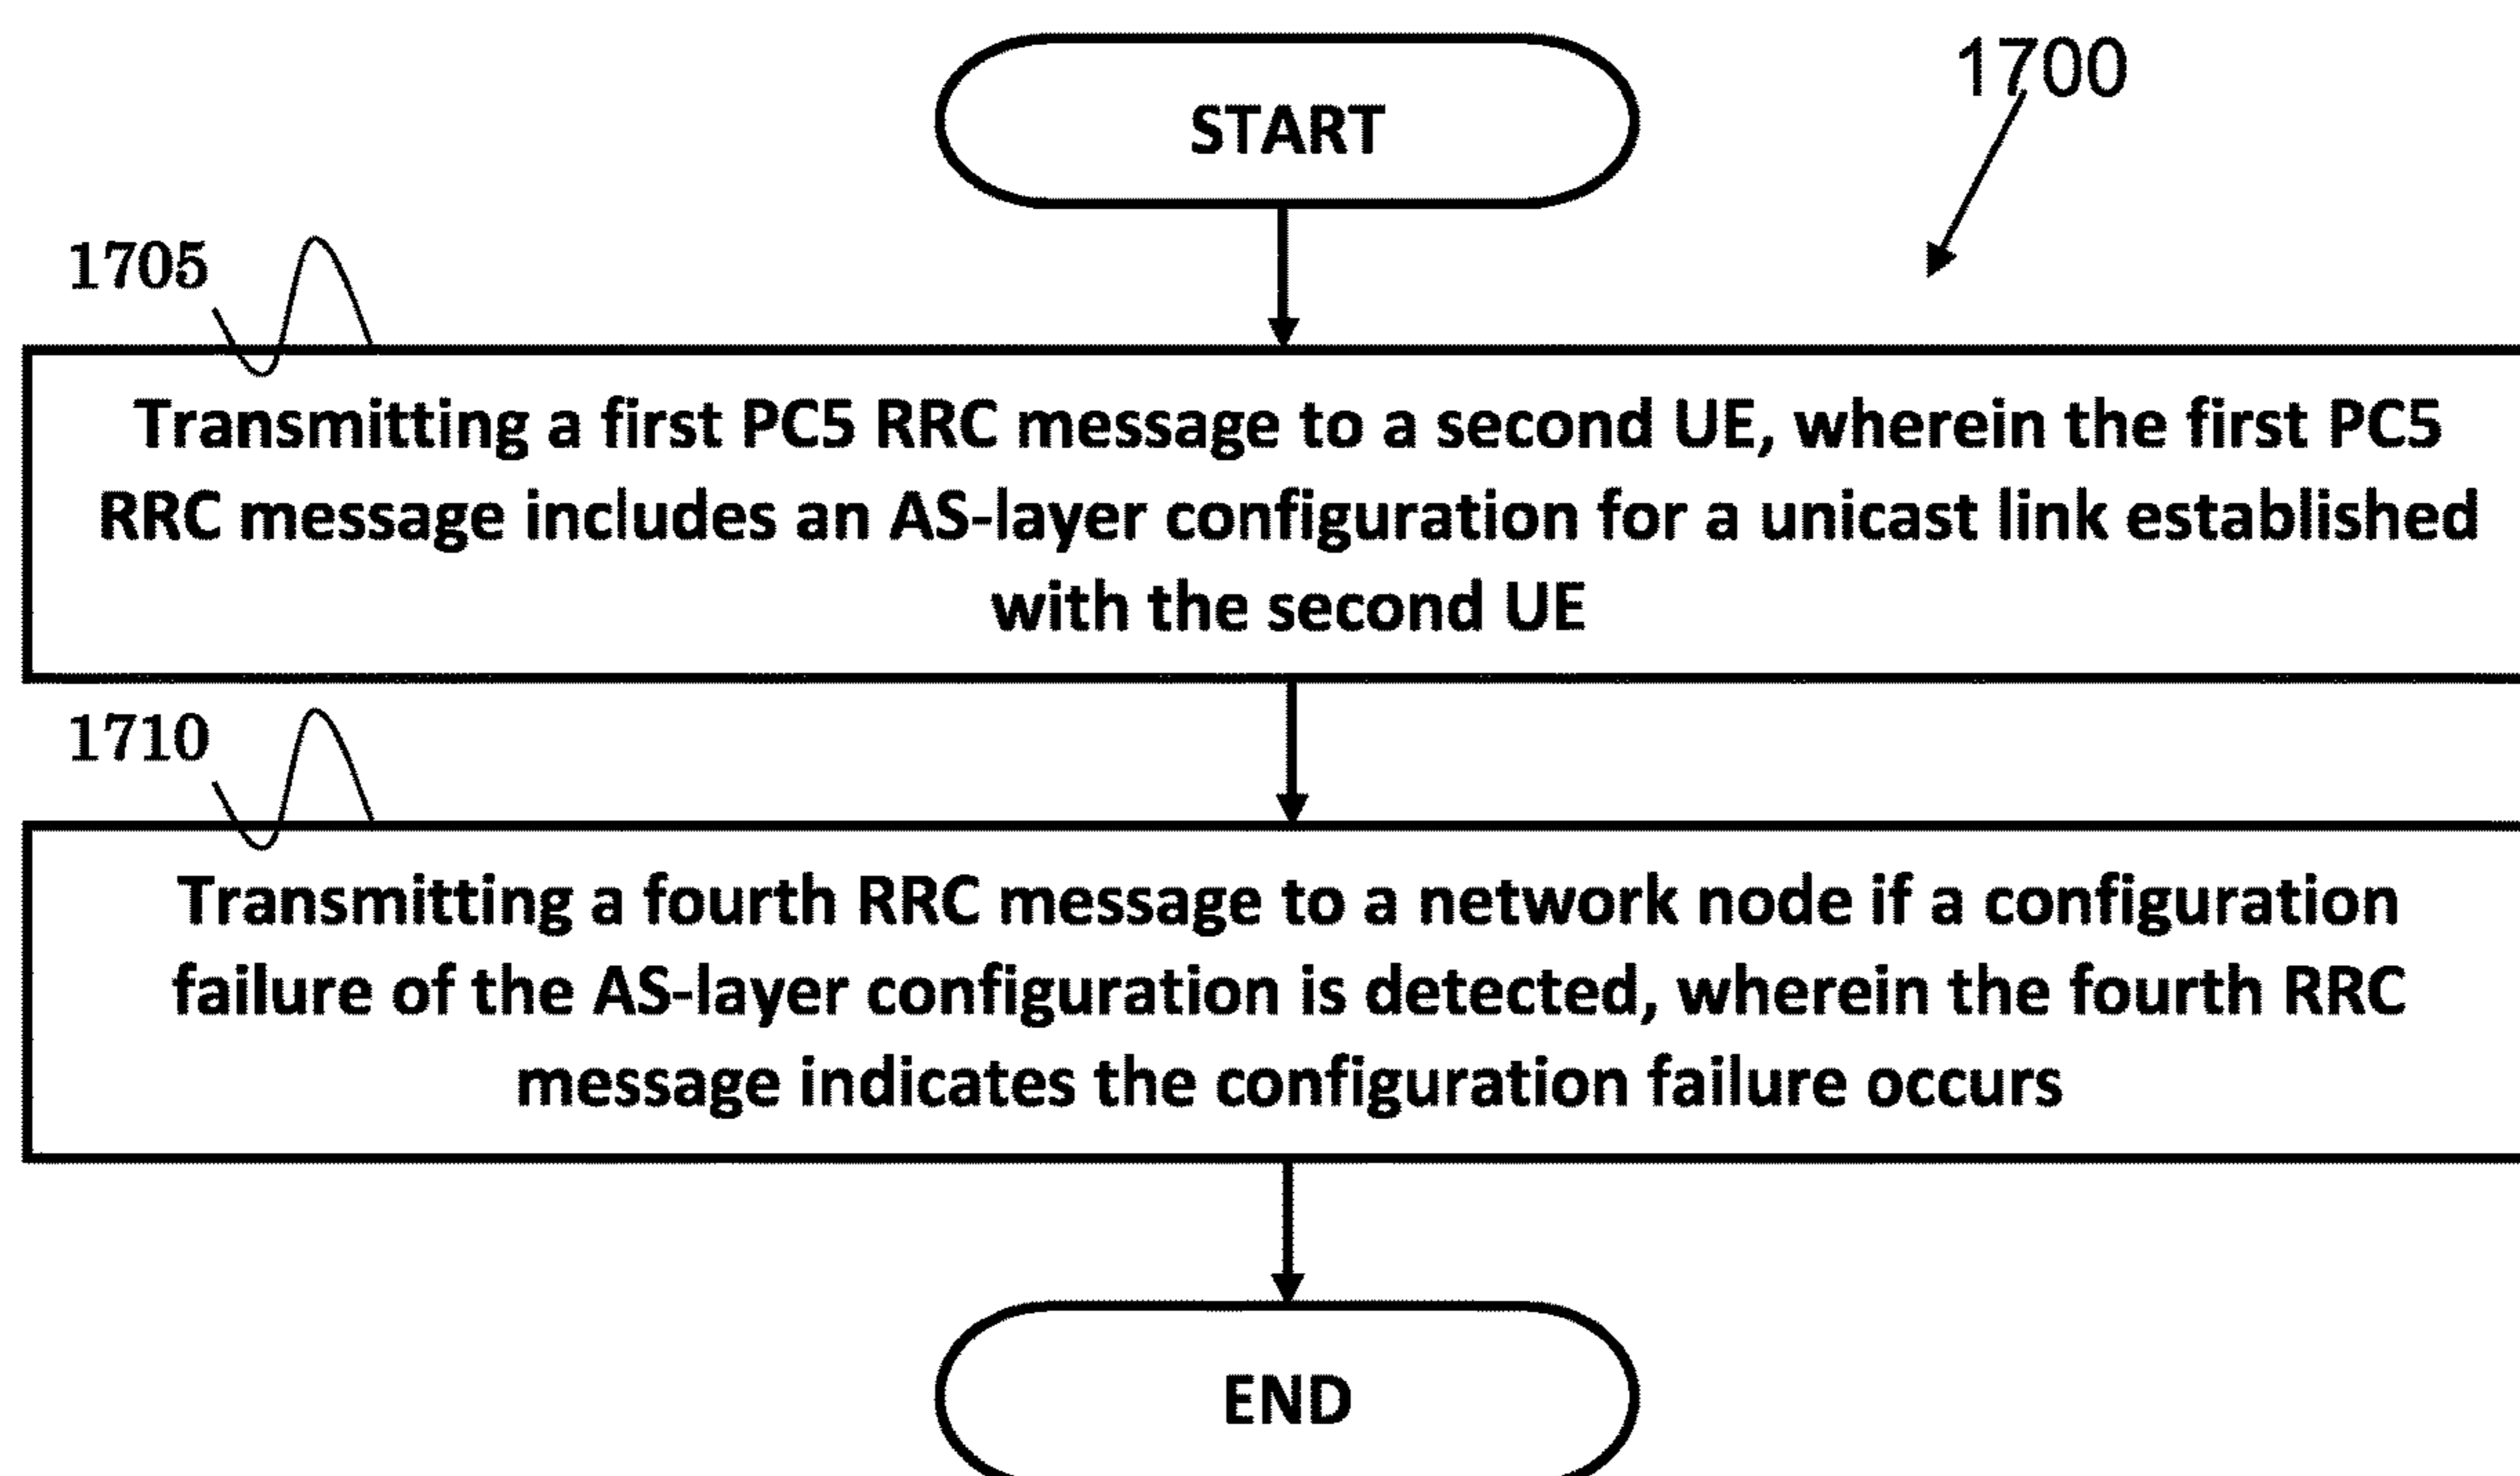 START
1700
1705
Transmitting a first PC5 RRC message to a second UE, wherein the first PC5
RRC message includes an AS-layer configuration for a unicast link established
with the second UE
1710
Transmitting a fourth RRC message to a network node if a configuration
failure of the AS-layer configuration is detected, wherein the fourth RRC
message indicates the configuration failure occurs
END